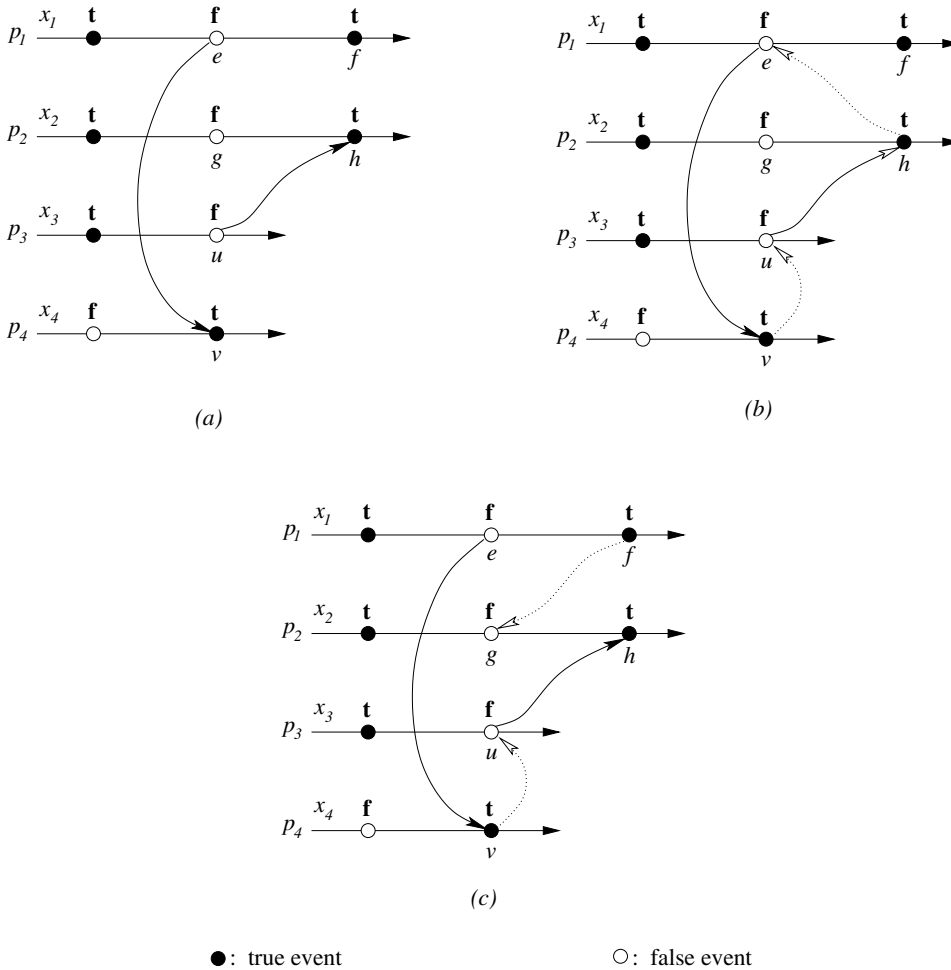 x1 t f t
p1
e f
x2 t f t
p2
g h
x3 t f
p3
u
x4 f t
p4
v
(a)
x1 t f t
p1
e f
x2 t f t
p2
g h
x3 t f
p3
u
x4 f t
p4
v
(b)
x1 t f t
p1
e f
x2 t f t
p2
g h
x3 t f
p3
u
x4 f t
p4
v
(c)
: true event
: false event